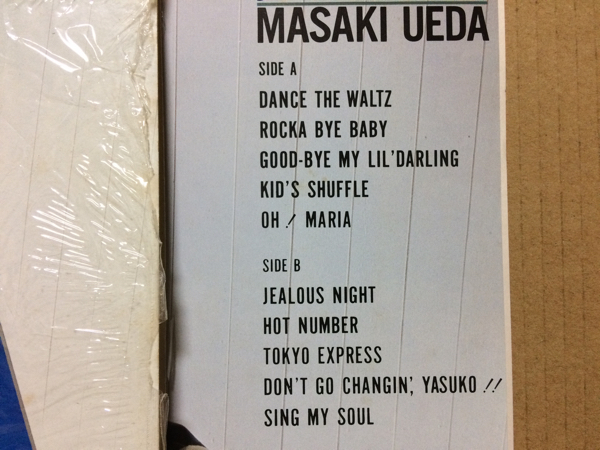 MASAKI UEDA
SIDE A
DANCE THE WALTZ
ROCKA BYE BABY
GOOD-BYE MY LIL'DARLING
KID'S SHUFFLE
OH! MARIA
SIDE B
JEALOUS NIGHT
HOT NUMBER
TOKYO EXPRESS
DON'T GO CHANGIN', YASUKO!!
SING MY SOUL